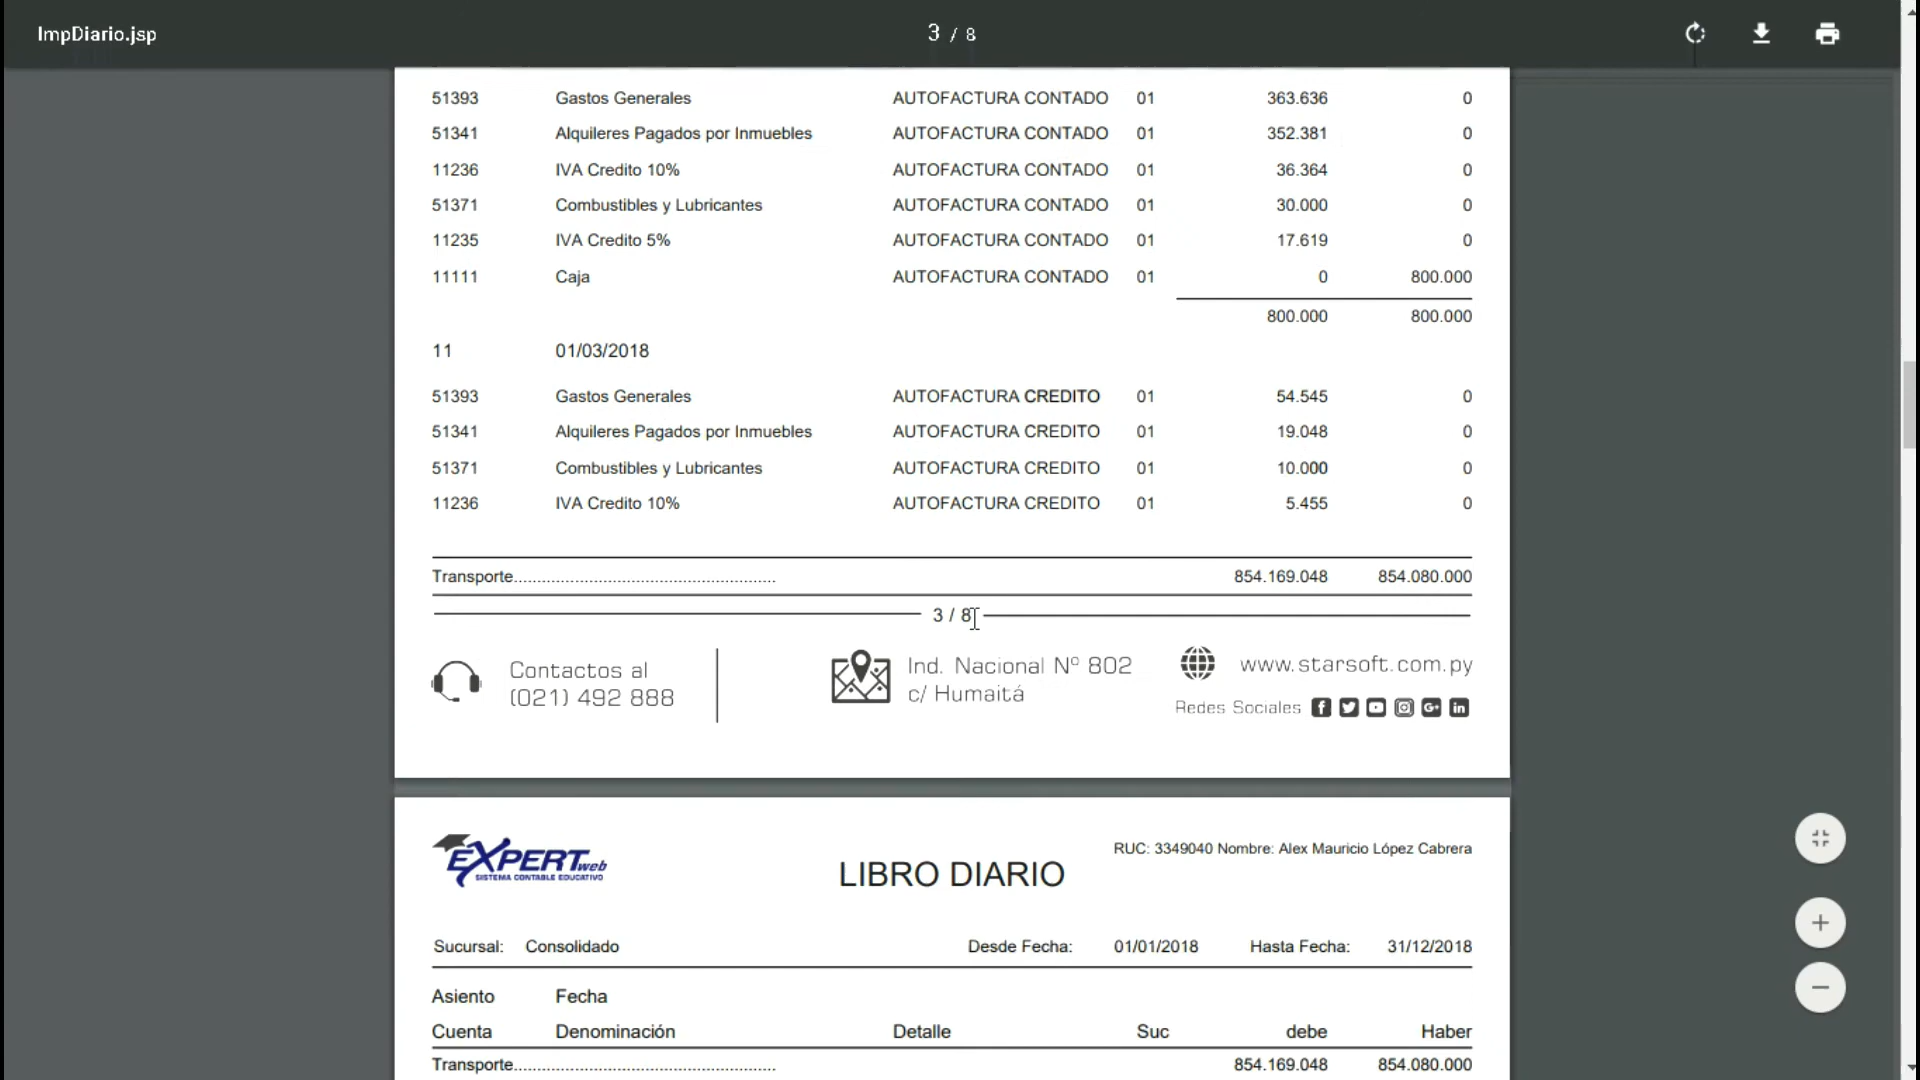 ImpDiario.jsp 3 / 8
51393 Gastos Generales AUTOFACTURA CONTADO 01 363.636 0
51341 Alquileres Pagados por Inmuebles AUTOFACTURA CONTADO 01 352.381 0
11236 IVA Credito 10% AUTOFACTURA CONTADO 01 36.364 0
51371 Combustibles y Lubricantes AUTOFACTURA CONTADO 01 30.000 0
11235 IVA Credito 5% AUTOFACTURA CONTADO 01 17.619 0
11111 Caja AUTOFACTURA CONTADO 01 0 800.000
800.000 800.000
11 01/03/2018
51393 Gastos Generales AUTOFACTURA CREDITO 01 54.545 0
51341 Alquileres Pagados por Inmuebles AUTOFACTURA CREDITO 01 19.048 0
51371 Combustibles y Lubricantes AUTOFACTURA CREDITO 01 10.000 0
11236 IVA Credito 10% AUTOFACTURA CREDITO 01 5.455 0
Transporte........................................................ 854.169.048 854.080.000
3 / 8
Contactos al
(021) 492 888
Ind. Nacional Nº 802
c/ Humaitá
www.starsoft.com.py
Redes Sociales
EXPERT web
SISTEMA CONTABLE EDUCATIVO
LIBRO DIARIO
RUC: 3349040 Nombre: Alex Mauricio López Cabrera
Sucursal: Consolidado Desde Fecha: 01/01/2018 Hasta Fecha: 31/12/2018
Asiento Fecha
Cuenta Denominación Detalle Suc debe Haber
Transporte........................................................ 854.169.048 854.080.000